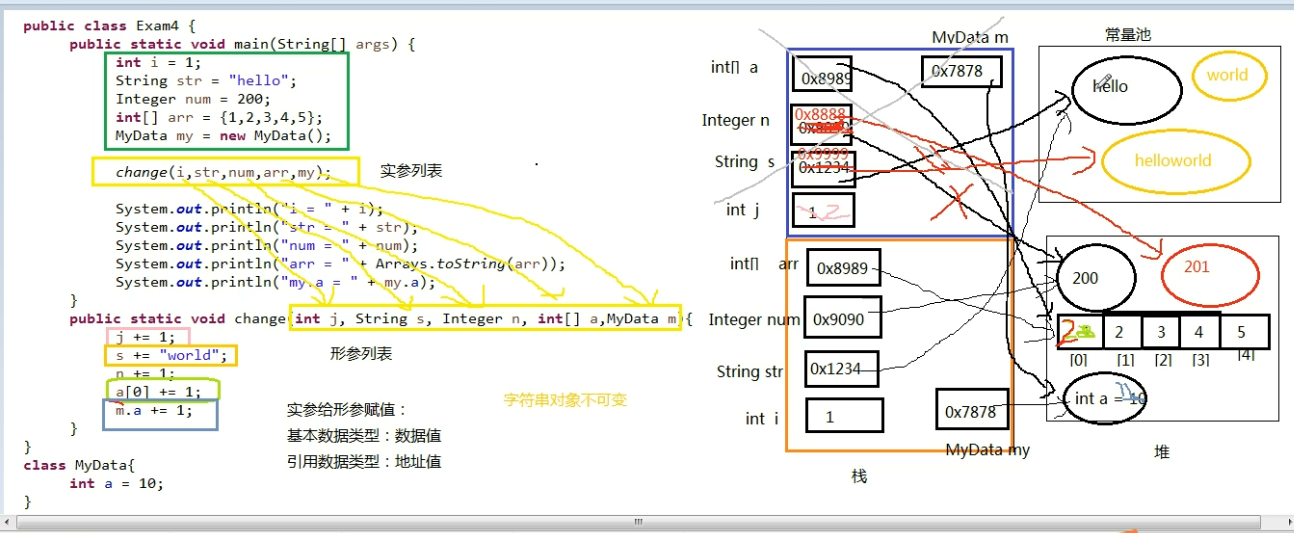 public class Exam4 {
public static void main(String[] args) {
int i = 1;
String str = "hello";
Integer num = 200;
int[] arr = {1,2,3,4,5};
MyData my = new MyData();
change(i,str,num,arr,my);
实参列表
System.out.println("i = " + i);
System.out.println("str = " + str);
System.out.println("num = " + num);
System.out.println("arr = " + Arrays.toString(arr));
System.out.println("my.a = " + my.a);
}
public static void change(int j, String s, Integer n, int[] a,MyData m){
j += 1;
s += "world";
n += 1;
a[0] += 1;
m.a += 1;
}
}
class MyData{
int a = 10;
}
形参列表
实参给形参赋值：
基本数据类型：数据值
引用数据类型：地址值
字符串对象不可变
MyData m
int[] a
0x8989
0x7878
Integer n
0x8888
String s
0x9999
0x1234
int j
1 2
int[] arr
0x8989
Integer num
0x9090
String str
0x1234
int i
1
0x7878
MyData my
栈
常量池
hello
world
helloworld
200
201
2
2
3
4
5
[0]
[1]
[2]
[3]
[4]
int a = 10
堆